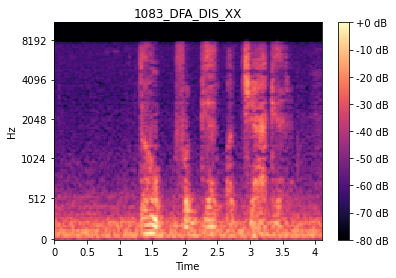 1083_DFA_DIS_XX
8192
4096
2048
1024
512
0
Hz
0 0.5 1 1.5 2 2.5 3 3.5 4
Time
+0 dB
-10 dB
-20 dB
-30 dB
-40 dB
-50 dB
-60 dB
-70 dB
-80 dB